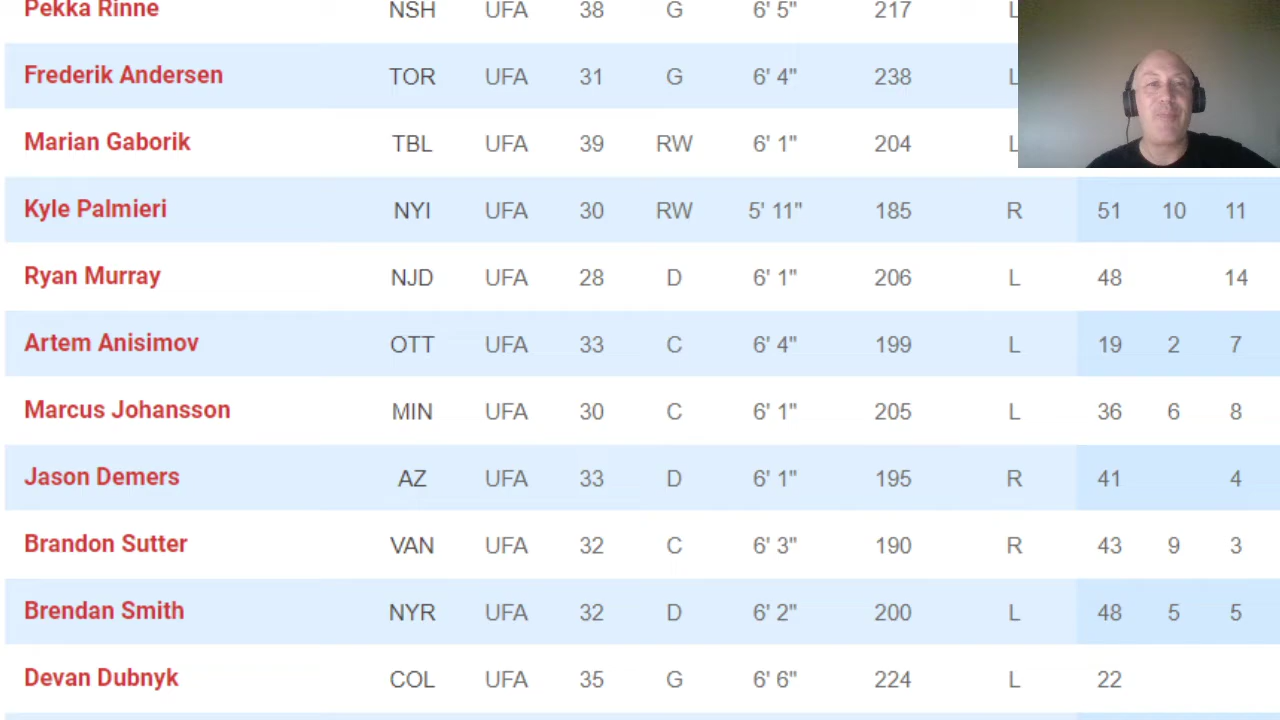 Pekka Rinne NSH UFA 38 G 6' 5" 217 L
Frederik Andersen TOR UFA 31 G 6' 4" 238 L
Marian Gaborik TBL UFA 39 RW 6' 1" 204 L
Kyle Palmieri NYI UFA 30 RW 5' 11" 185 R 51 10 11
Ryan Murray NJD UFA 28 D 6' 1" 206 L 48 14
Artem Anisimov OTT UFA 33 C 6' 4" 199 L 19 2 7
Marcus Johansson MIN UFA 30 C 6' 1" 205 L 36 6 8
Jason Demers AZ UFA 33 D 6' 1" 195 R 41 4
Brandon Sutter VAN UFA 32 C 6' 3" 190 R 43 9 3
Brendan Smith NYR UFA 32 D 6' 2" 200 L 48 5 5
Devan Dubnyk COL UFA 35 G 6' 6" 224 L 22